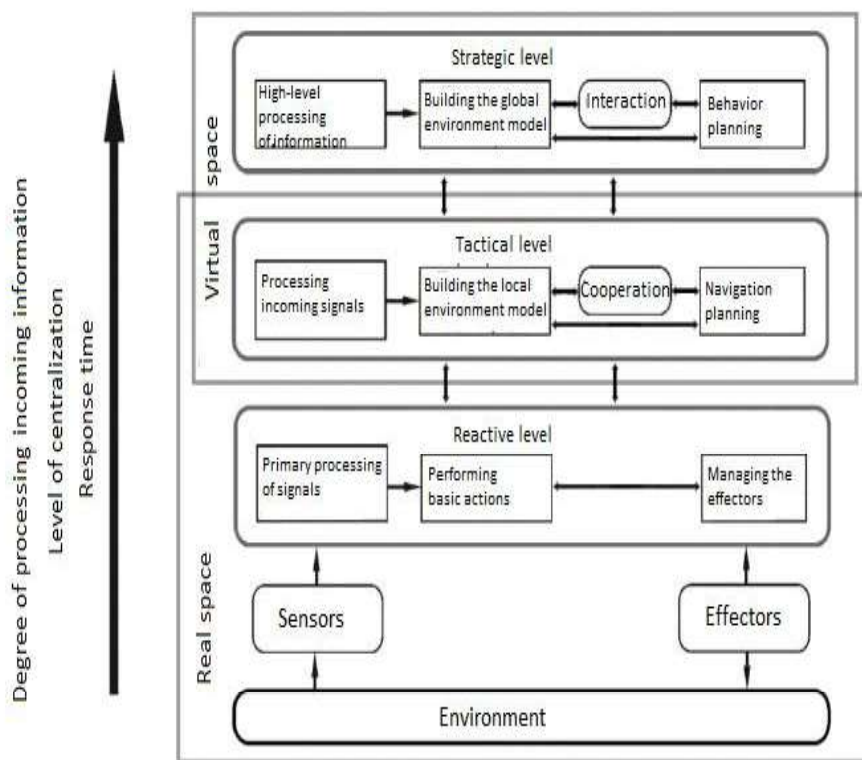 Strategic level
High-level
processing
of information
Building the global
environment model
Interaction
Behavior
planning
Virtual space
Tactical level
Processing
incoming signals
Building the local
environment model
Cooperation
Navigation
planning
Reactive level
Primary processing
of signals
Performing
basic actions
Managing the
effectors
Real space
Sensors
Effectors
Environment
Degree of processing incoming information
Level of centralization
Response time